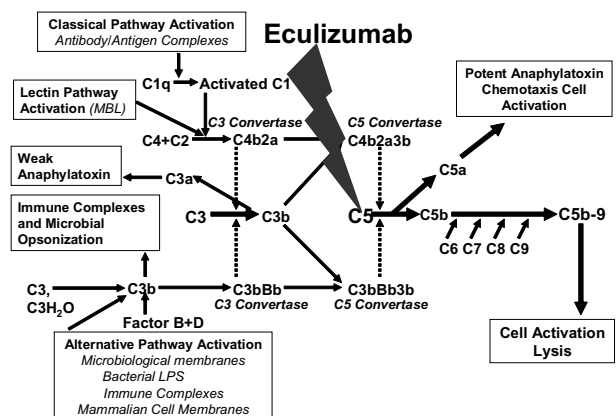 Classical Pathway Activation
Antibody/Antigen Complexes
Eculizumab
C1q
Activated C1
Potent Anaphylatoxin
Chemotaxis Cell
Activation
Lectin Pathway
Activation (MBL)
C3 Convertase
C5 Convertase
C4+C2
C4b2a
C4b2a3b
Weak
Anaphylatoxin
C3a
C5a
Immune Complexes
and Microbial
Opsonization
C3
C3b
C5
C5b
C5b-9
C6 C7 C8 C9
C3,
C3H2O
C3b
C3bBb
C3bBb3b
C3 Convertase
C5 Convertase
Factor B+D
Alternative Pathway Activation
Microbiological membranes
Bacterial LPS
Immune Complexes
Mammalian Cell Membranes
Cell Activation
Lysis